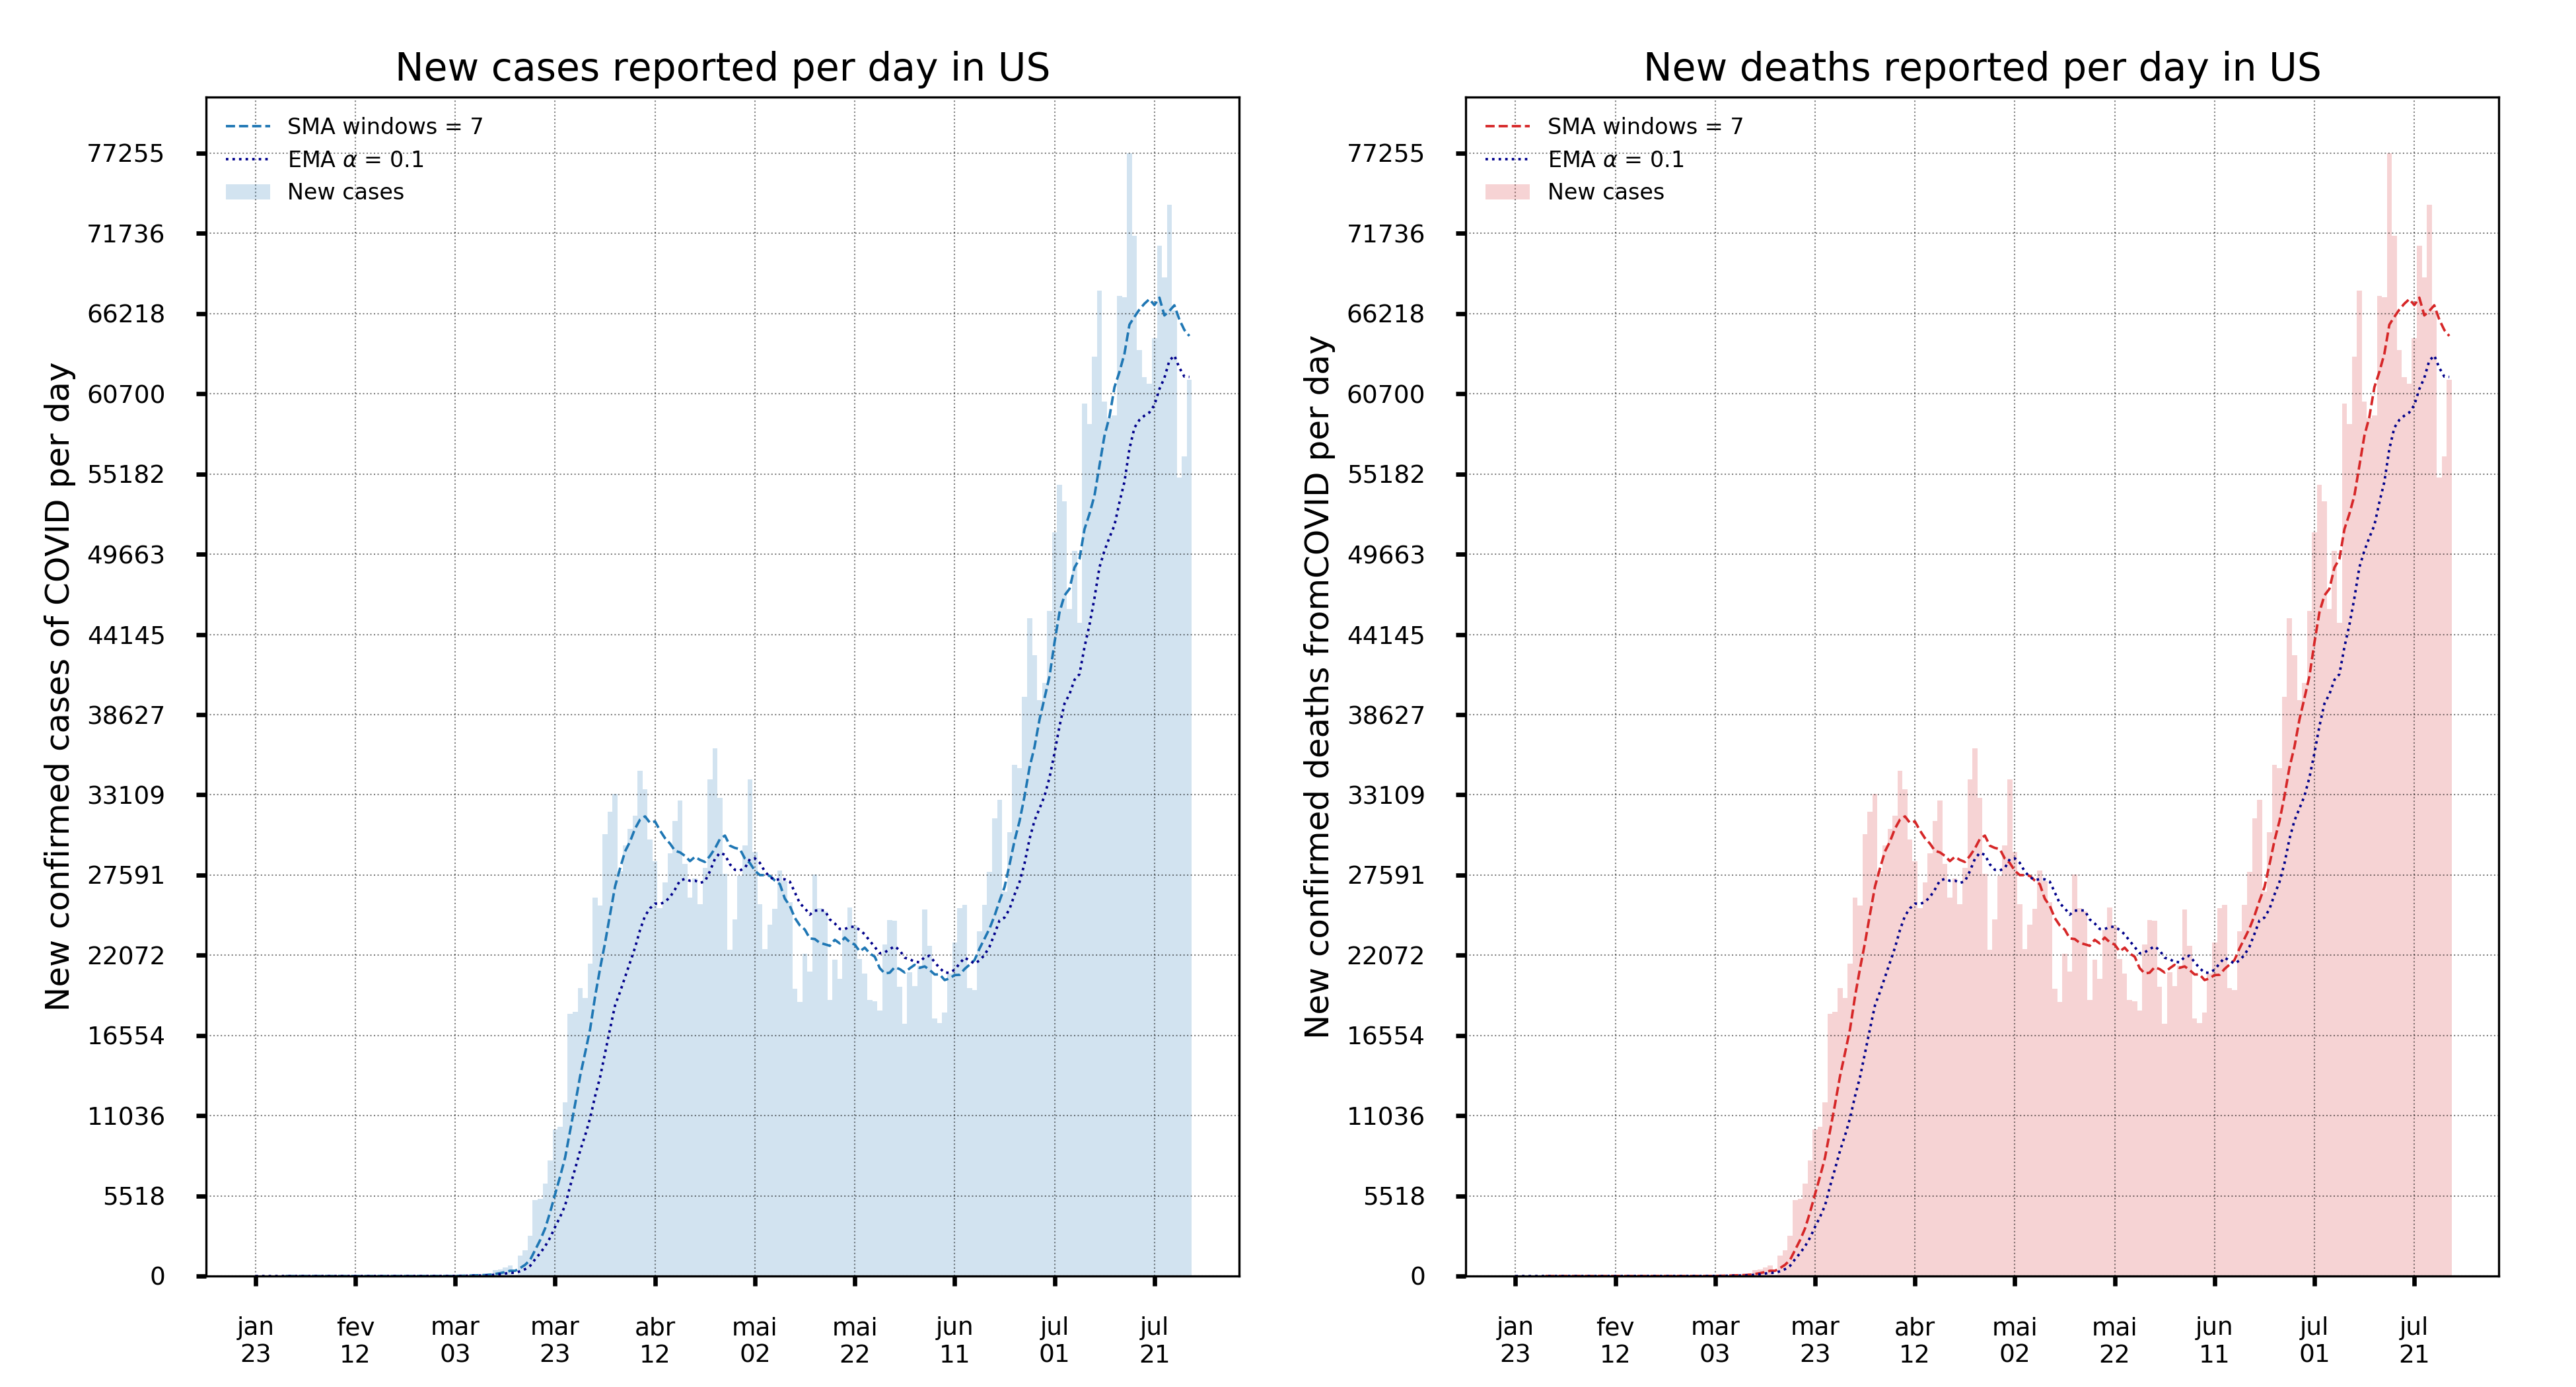 New cases reported per day in US
SMA windows = 7
EMA α = 0.1
New cases
New confirmed cases of COVID per day
77255
71736
66218
60700
55182
49663
44145
38627
33109
27591
22072
16554
11036
5518
0
jan fev mar mar abr mai mai jun jul jul
23 12 03 23 12 02 22 11 01 21
New deaths reported per day in US
SMA windows = 7
EMA α = 0.1
New cases
New confirmed deaths fromCOVID per day
77255
71736
66218
60700
55182
49663
44145
38627
33109
27591
22072
16554
11036
5518
0
jan fev mar mar abr mai mai jun jul jul
23 12 03 23 12 02 22 11 01 21